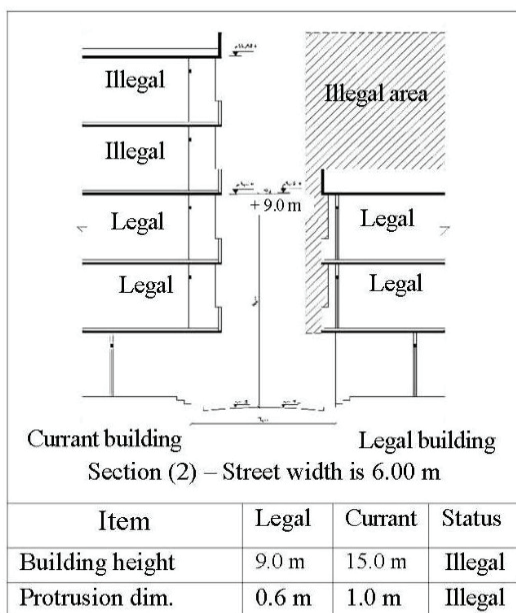 Illegal
Illegal area
Illegal
+ 9.0 m
Legal
Legal
Legal
Legal
Currant building
Legal building
Section (2) – Street width is 6.00 m
Item Legal Currant Status
Building height 9.0 m 15.0 m Illegal
Protrusion dim. 0.6 m 1.0 m Illegal